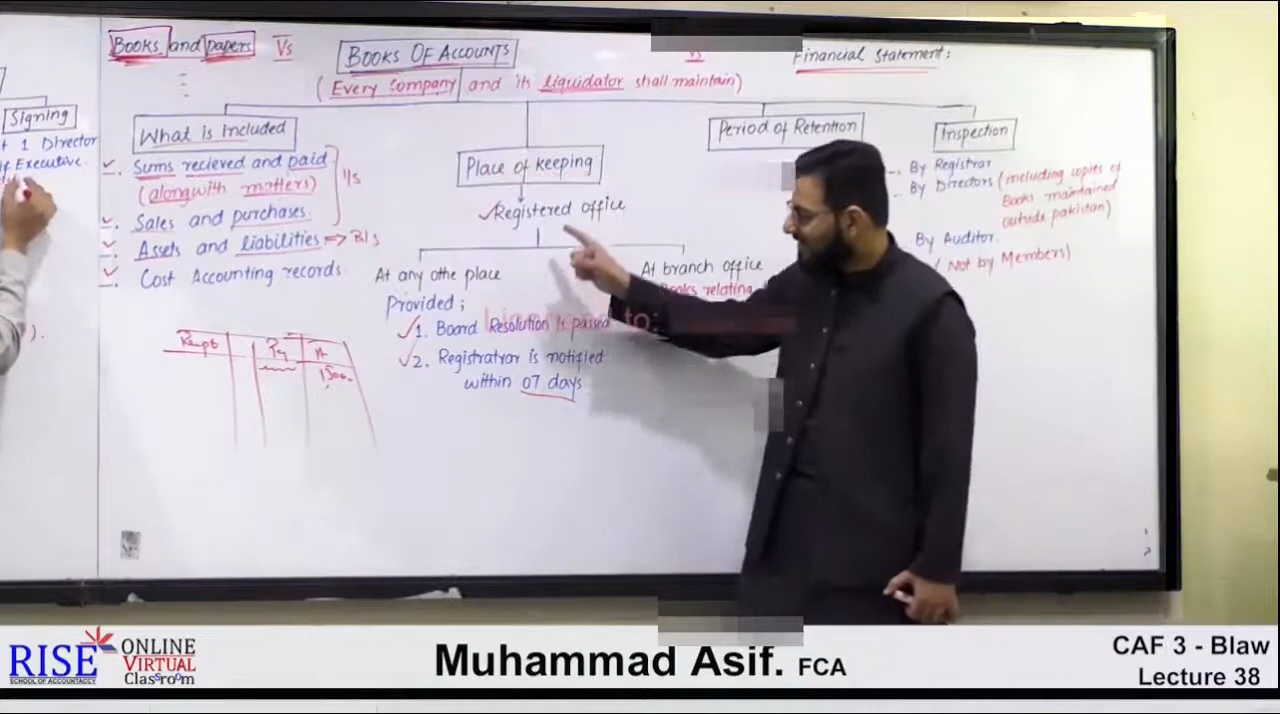 Signing
1 Director
if Executive.
).
Books and papers Vs
BOOKS OF ACCOUNTS
vs
Financial Statement:
(Every Company and its liquidator shall maintain)
What is Included
Sums recieved and paid
(alongwith matters)
I/s
Sales and purchases.
Assets and liabilities => B/s
Cost Accounting records.
Place of keeping
Registered office
At any othe place
Provided;
1. Board Resolution is passed
2. Registratrar is notified
within 07 days
At branch office
Books relating
Period of Retention
Inspection
By Registrar
By Directors (including copies of
Books maintained
outside pakistan)
By Auditor.
(Not by Members)
RISE
SCHOOL OF ACCOUNTANCY
ONLINE
VIRTUAL
Classroom
Muhammad Asif. FCA
CAF 3 - Blaw
Lecture 38